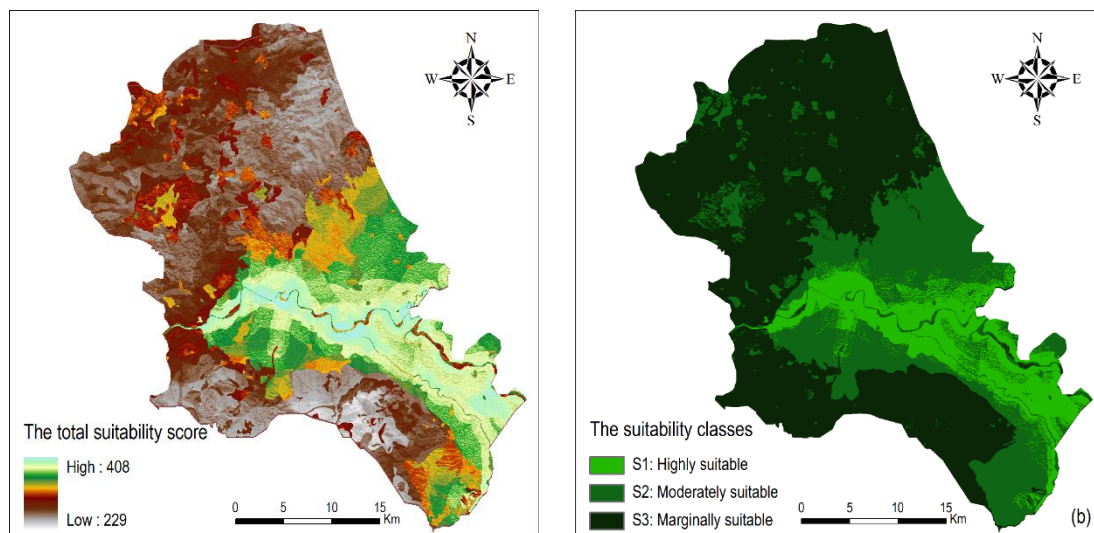 N
W E
S
The total suitability score
High : 408
Low : 229
0 5 10 15
Km
N
W E
S
The suitability classes
S1: Highly suitable
S2: Moderately suitable
S3: Marginally suitable
0 5 10 15
Km
(b)